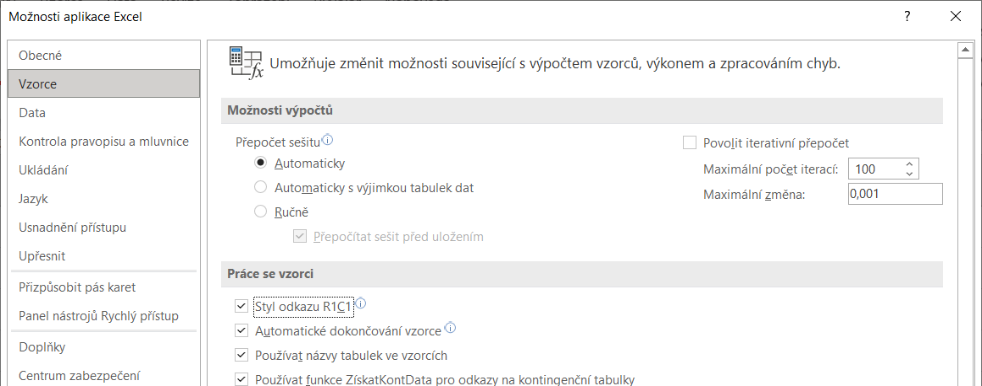 Možnosti aplikace Excel
?
Obecné
Vzorce
Data
Kontrola pravopisu a mluvnice
Ukládání
Jazyk
Usnadnění přístupu
Upřesnit
Přizpůsobit pás karet
Panel nástrojů Rychlý přístup
Doplňky
Centrum zabezpečení
fx
Umožňuje změnit možnosti související s výpočtem vzorců, výkonem a zpracováním chyb.
Možnosti výpočtů
Přepočet sešitu
Automaticky
Automaticky s výjimkou tabulek dat
Ručně
Přepočítat sešit před uložením
Povolit iterativní přepočet
Maximální počet iterací: 100
Maximální změna: 0,001
Práce se vzorci
Styl odkazu R1C1
Automatické dokončování vzorce
Používat názvy tabulek ve vzorcích
Používat funkce ZískatKontData pro odkazy na kontingenční tabulky